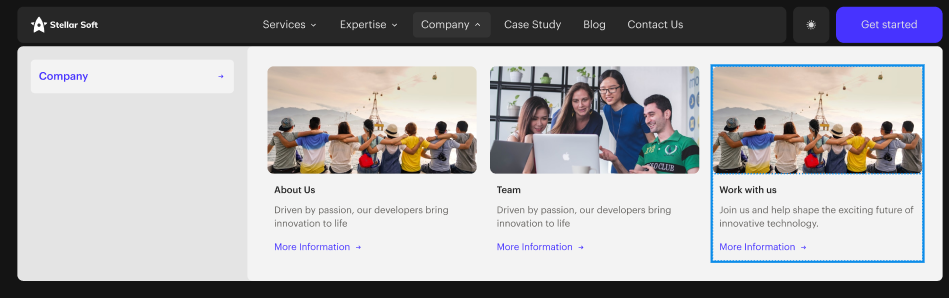 Stellar Soft
Services
Expertise
Company
Case Study
Blog
Contact Us
Get started
Company
About Us
Driven by passion, our developers bring
innovation to life
More Information
Team
Driven by passion, our developers bring
innovation to life
More Information
Work with us
Join us and help shape the exciting future of
innovative technology.
More Information